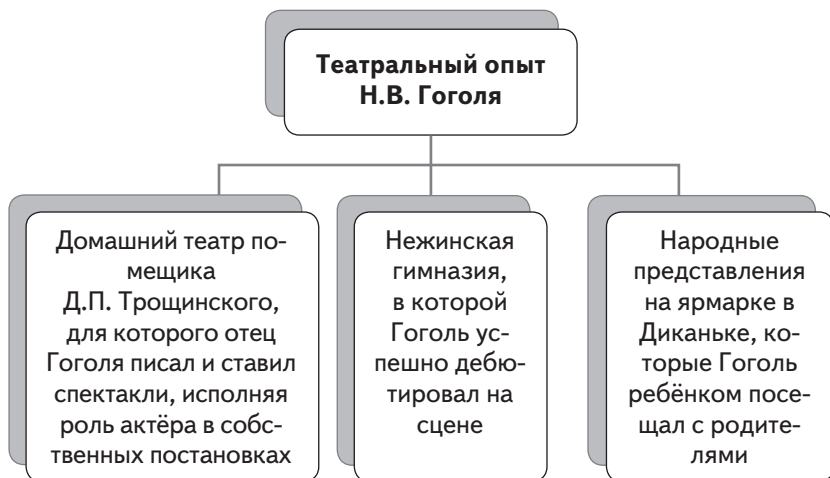 Театральный опыт
Н.В. Гоголя
Домашний театр по-
мещика
Д.П. Трощинского,
для которого отец
Гоголя писал и ставил
спектакли, исполняя
роль актёра в собс-
твенных постановках
Нежинская
гимназия,
в которой
Гоголь ус-
пешно дебю-
тировал на
сцене
Народные
представления
на ярмарке в
Диканьке, ко-
торые Гоголь
ребёнком посе-
щал с родите-
лями